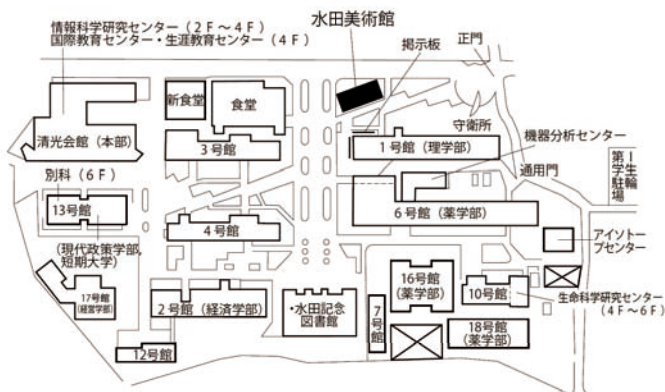 情報科学研究センター（２Ｆ～４Ｆ）
国際教育センター・生涯教育センター（４Ｆ）
水田美術館
掲示板
正門
新食堂
食堂
清光会館（本部）
３号館
１号館（理学部）
守衛所
機器分析センター
第Ⅰ学生駐輪場
通用門
別科（６Ｆ）
13号館
（現代政策学部,
短期大学）
４号館
６号館（薬学部）
アイソトー
プセンター
17号館
（経営学部）
２号館（経済学部）
・水田記念
図書館
７号館
16号館
（薬学部）
10号館
生命科学研究センター
（４Ｆ～６Ｆ）
18号館
（薬学部）
12号館